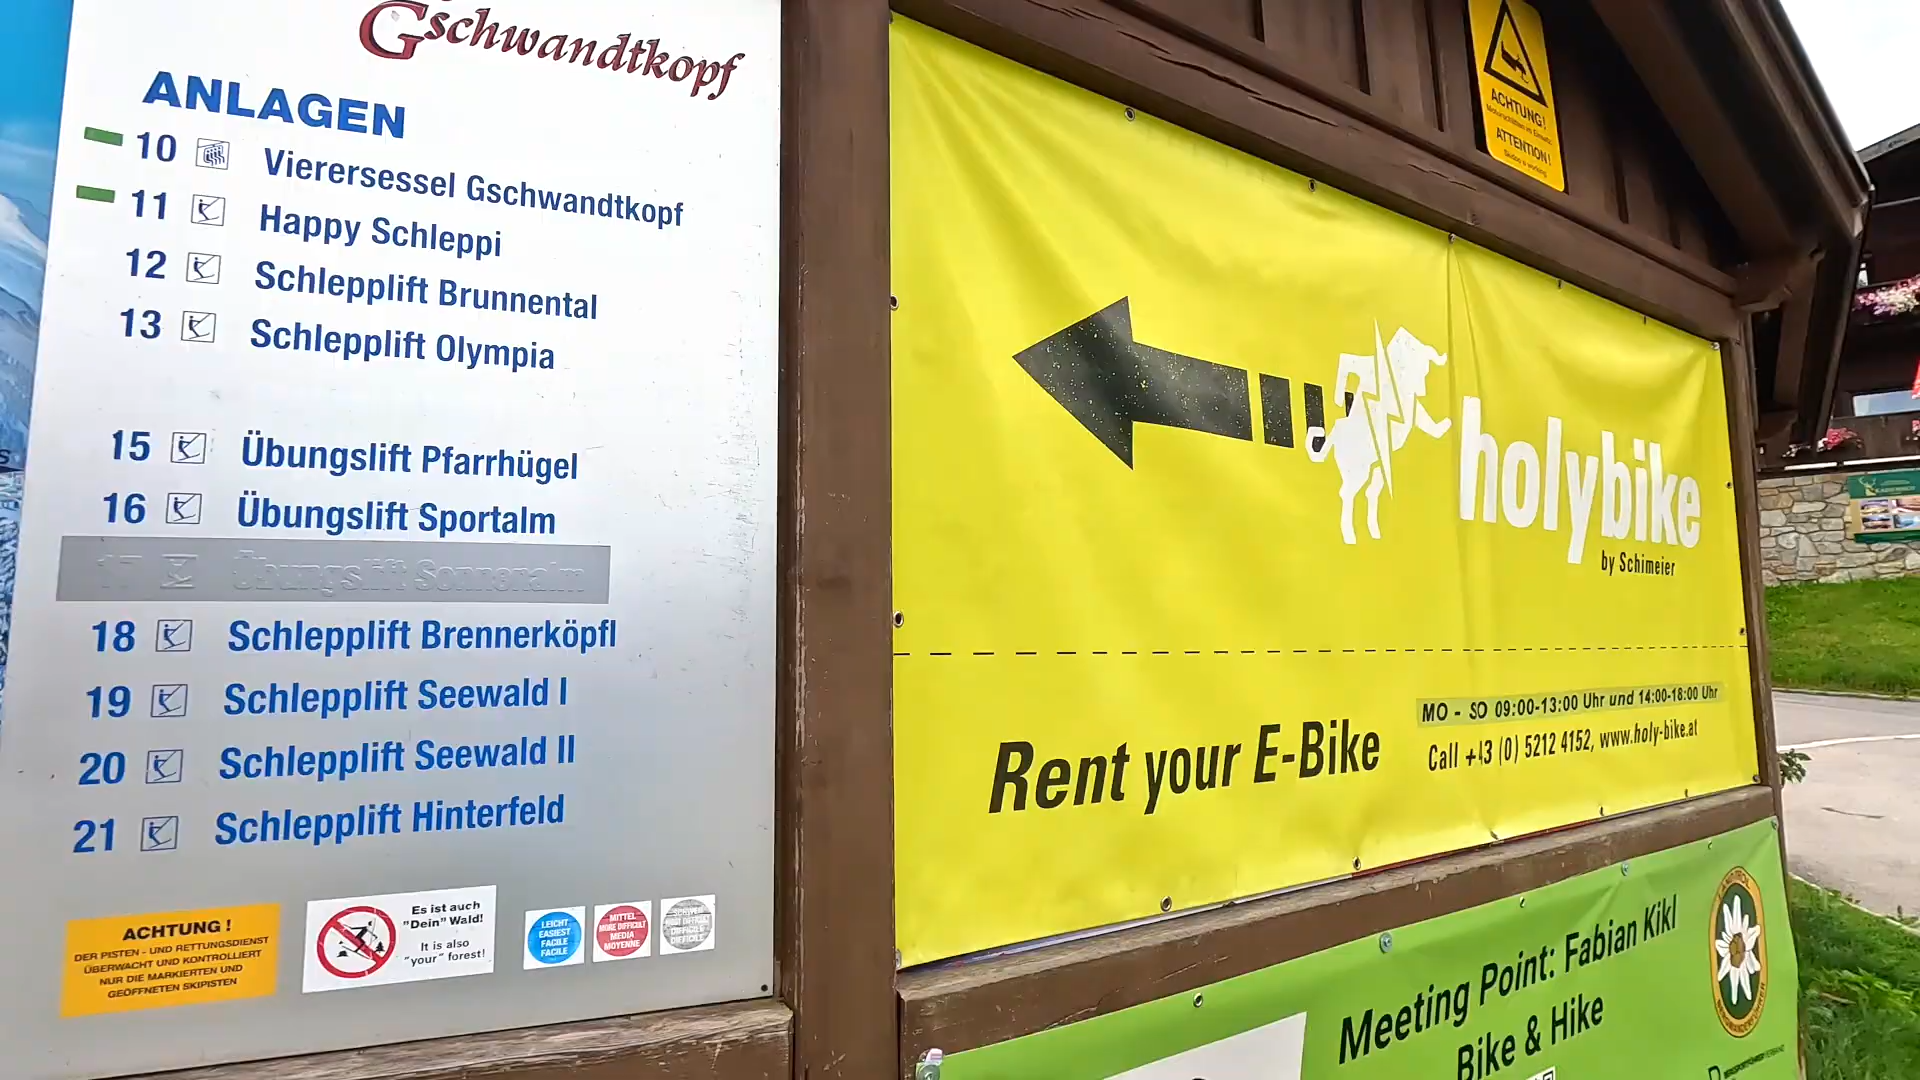 Gschwandtkopf
ANLAGEN
10 Vierersessel Gschwandtkopf
11 Happy Schleppi
12 Schlepplift Brunnental
13 Schlepplift Olympia
15 Übungslift Pfarrhügel
16 Übungslift Sportalm
17 Übungslift Sonnenalm
18 Schlepplift Brennerköpfl
19 Schlepplift Seewald I
20 Schlepplift Seewald II
21 Schlepplift Hinterfeld
ACHTUNG !
DER PISTEN - UND RETTUNGSDIENST
ÜBERWACHT UND KONTROLLIERT
NUR DIE MARKIERTEN UND
GEÖFFNETEN SKIPISTEN
Es ist auch
"Dein" Wald!
It is also
"your" forest!
LEICHT
EASIEST
FACILE
FACILE
MITTEL
MORE DIFFICULT
MEDIA
MOYENNE
SCHWER
MOST DIFFICULT
DIFFICILE
DIFFICILE
ACHTUNG!
ATTENTION!
holybike
by Schimeier
MO - SO 09:00-13:00 Uhr und 14:00-18:00 Uhr
Rent your E-Bike
Call +43 (0) 5212 4152, www.holy-bike.at
Meeting Point: Fabian Kikl
Bike & Hike